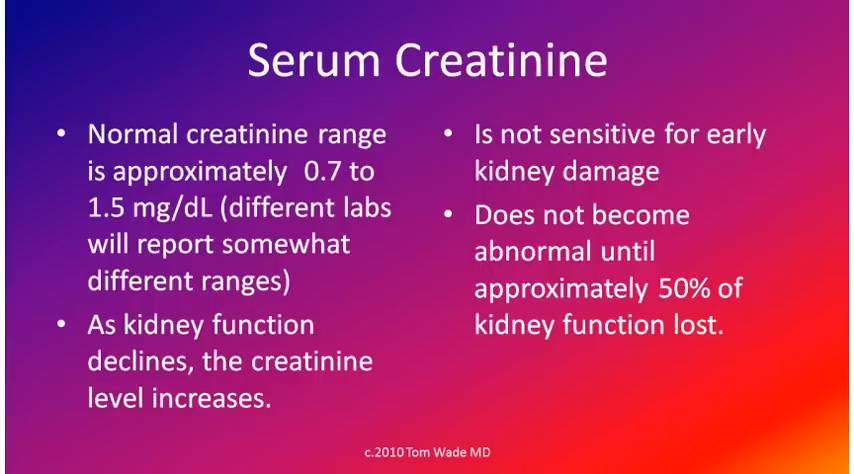 Serum Creatinine
• Normal creatinine range
is approximately 0.7 to
1.5 mg/dL (different labs
will report somewhat
different ranges)
• As kidney function
declines, the creatinine
level increases.
• Is not sensitive for early
kidney damage
• Does not become
abnormal until
approximately 50% of
kidney function lost.
c.2010 Tom Wade MD